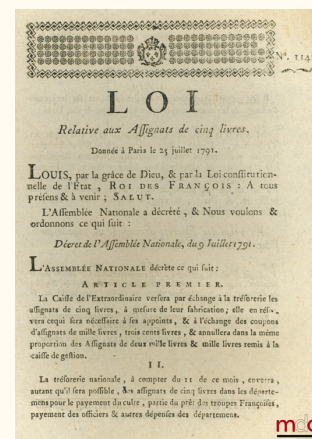 Nº. 114
LOI
Relative aux Assignats de cinq livres.
Donnée à Paris le 25 juillet 1791.
LOUIS, par la grâce de Dieu, & par la Loi constitution-
nelle de l'État, ROI DES FRANÇOIS : A tous
présens & à venir ; SALUT.
L'Assemblée Nationale a décrété, & Nous voulons &
ordonnons ce qui suit :
Décret de l'Assemblée Nationale, du 9 Juillet 1791.
L'ASSEMBLÉE NATIONALE décrète ce qui suit :
ARTICLE PREMIER.
La Caisse de l'Extraordinaire versera par échange à la trésorerie les
assignats de cinq livres, à mesure de leur fabrication ; elle en
versera ce qui sera nécessaire à ses appoints, & à l'échange des coupons
d'assignats de mille livres, trois cents livres, & annullera dans la même
proportion des Assignats de deux mille livres & mille livres remis à la
caisse de gestion.
II.
La trésorerie nationale, à compter du 11 de ce mois,
autant qu'il sera possible, des assignats de cinq livres dans les départe-
mens pour le payement du culte, partie du prêt des troupes Françoises,
payement des officiers & autres dépenses des départemens.